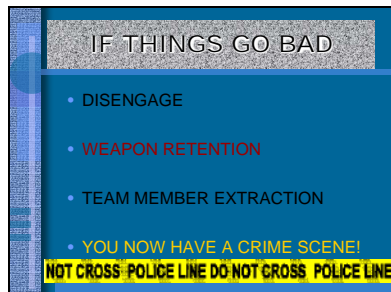 IF THINGS GO BAD
• DISENGAGE
• WEAPON RETENTION
• TEAM MEMBER EXTRACTION
• YOU NOW HAVE A CRIME SCENE!
NOT CROSS POLICE LINE DO NOT CROSS POLICE LINE